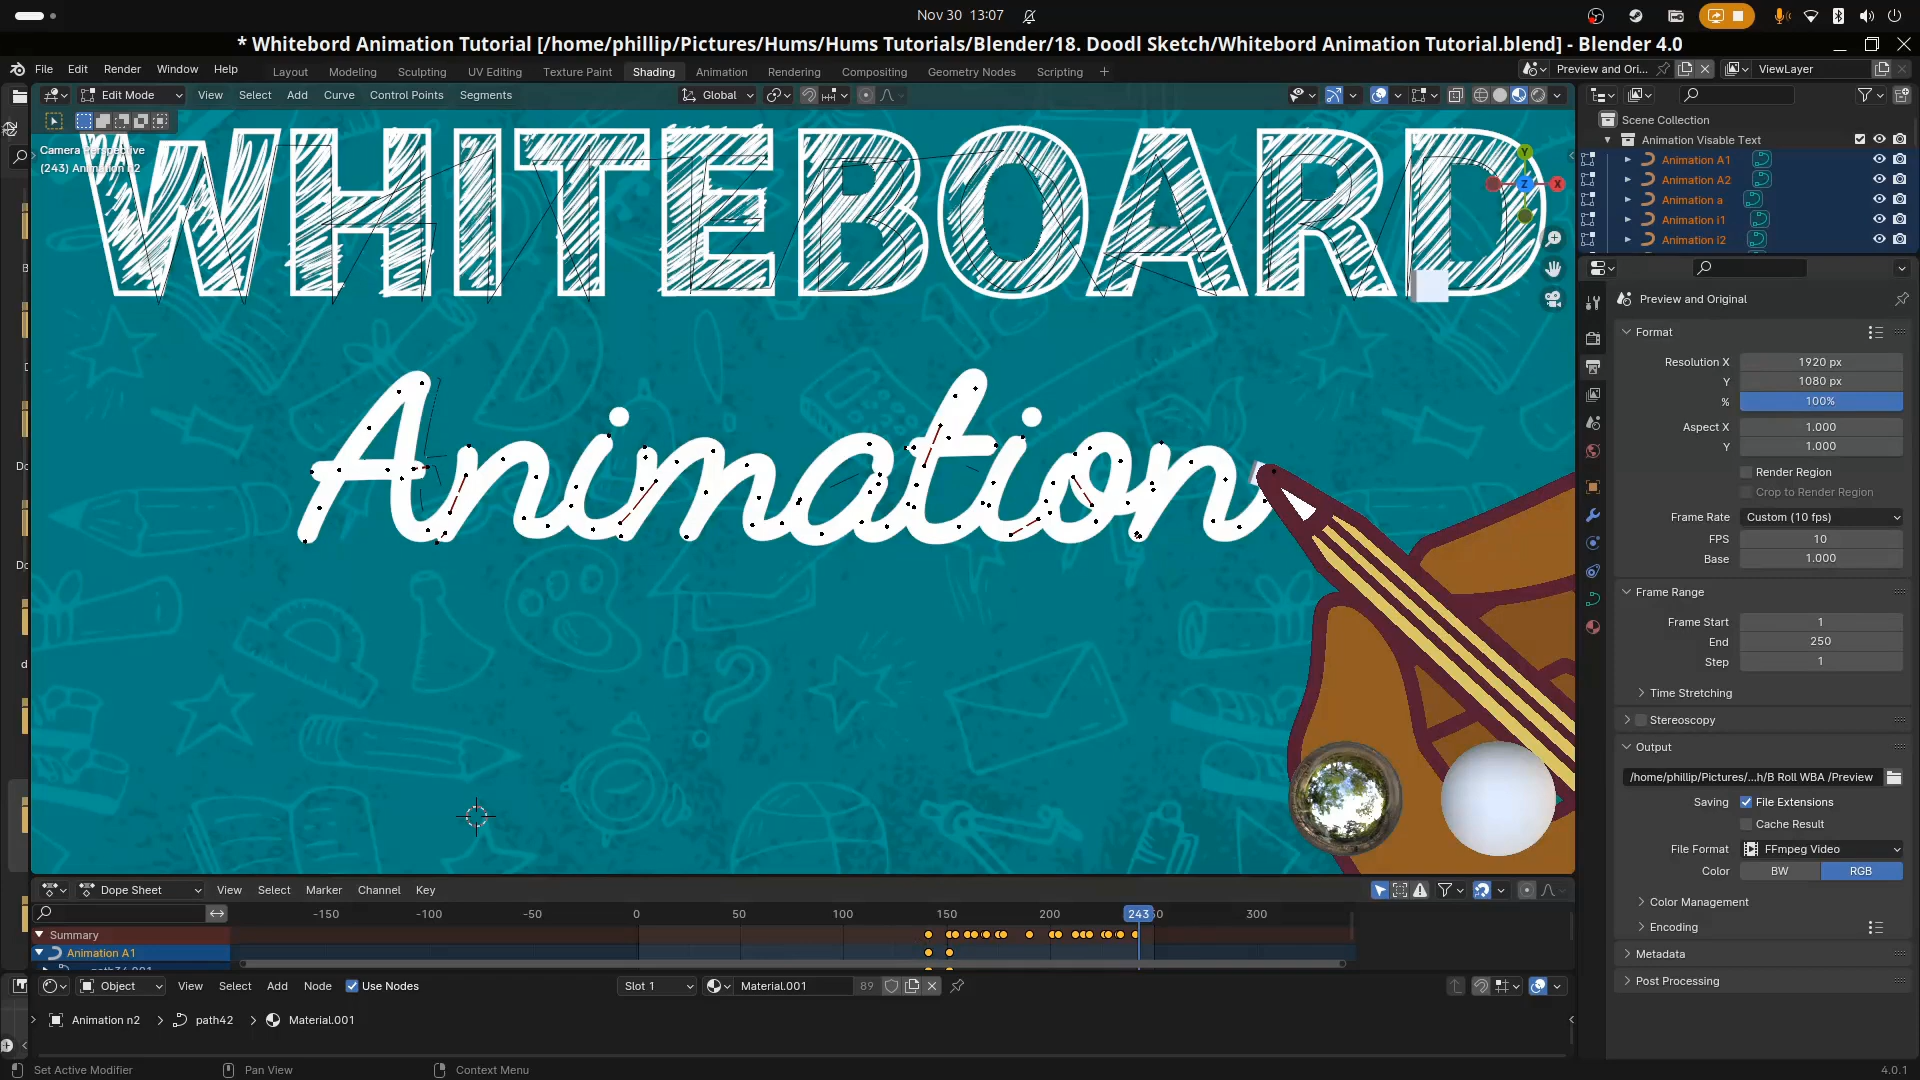 Nov 30 13:07
* Whitebord Animation Tutorial [/home/phillip/Pictures/Hums/Hums Tutorials/Blender/18. Doodl Sketch/Whitebord Animation Tutorial.blend] - Blender 4.0
File Edit Render Window Help
Layout Modeling Sculpting UV Editing Texture Paint Shading Animation Rendering Compositing Geometry Nodes Scripting +
Preview and Ori...
ViewLayer
Edit Mode View Select Add Curve Control Points Segments
Global
Camera Perspective
(243) Animation n2
WHITEBOARD
Animation
Y
X
Z
Scene Collection
Animation Visable Text
Animation A1
Animation A2
Animation a
Animation i1
Animation i2
Preview and Original
Format
Resolution X 1920 px
Y 1080 px
% 100%
Aspect X 1.000
Y 1.000
Render Region
Crop to Render Region
Frame Rate Custom (10 fps)
FPS 10
Base 1.000
Frame Range
Frame Start 1
End 250
Step 1
Time Stretching
Stereoscopy
Output
/home/phillip/Pictures/...h/B Roll WBA /Preview
Saving File Extensions
Cache Result
File Format FFmpeg Video
Color BW RGB
Color Management
Encoding
Metadata
Post Processing
Dope Sheet View Select Marker Channel Key
-150 -100 -50 0 50 100 150 200 243 300
Summary
Animation A1
Object View Select Add Node Use Nodes Slot 1 Material.001 89
Animation n2 > path42 > Material.001
Set Active Modifier Pan View Context Menu 4.0.1